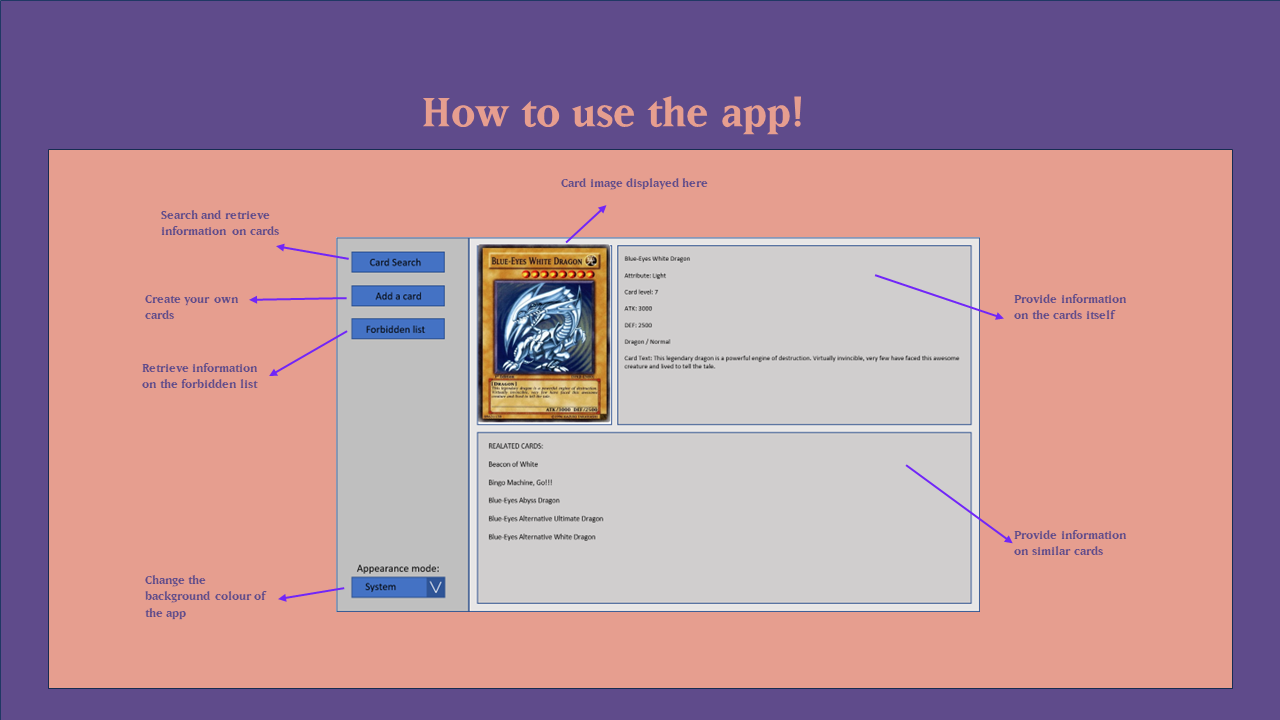 How to use the app!
Card image displayed here
Search and retrieve
information on cards
Create your own
cards
Retrieve information
on the forbidden list
Change the
background colour of
the app
Card Search
Add a card
Forbidden list
Appearance mode:
System
BLUE-EYES WHITE DRAGON
[DRAGON]
This legendary dragon is a powerful engine of destruction.
Virtually invincible, very few have faced this awesome
creature and lived to tell the tale.
ATK/3000 DEF/2500
Blue-Eyes White Dragon
Attribute: Light
Card level: 7
ATK: 3000
DEF: 2500
Dragon / Normal
Card Text: This legendary dragon is a powerful engine of destruction. Virtually invincible, very few have faced this awesome
creature and lived to tell the tale.
REALATED CARDS:
Beacon of White
Bingo Machine, Go!!!
Blue-Eyes Abyss Dragon
Blue-Eyes Alternative Ultimate Dragon
Blue-Eyes Alternative White Dragon
Provide information
on the cards itself
Provide information
on similar cards